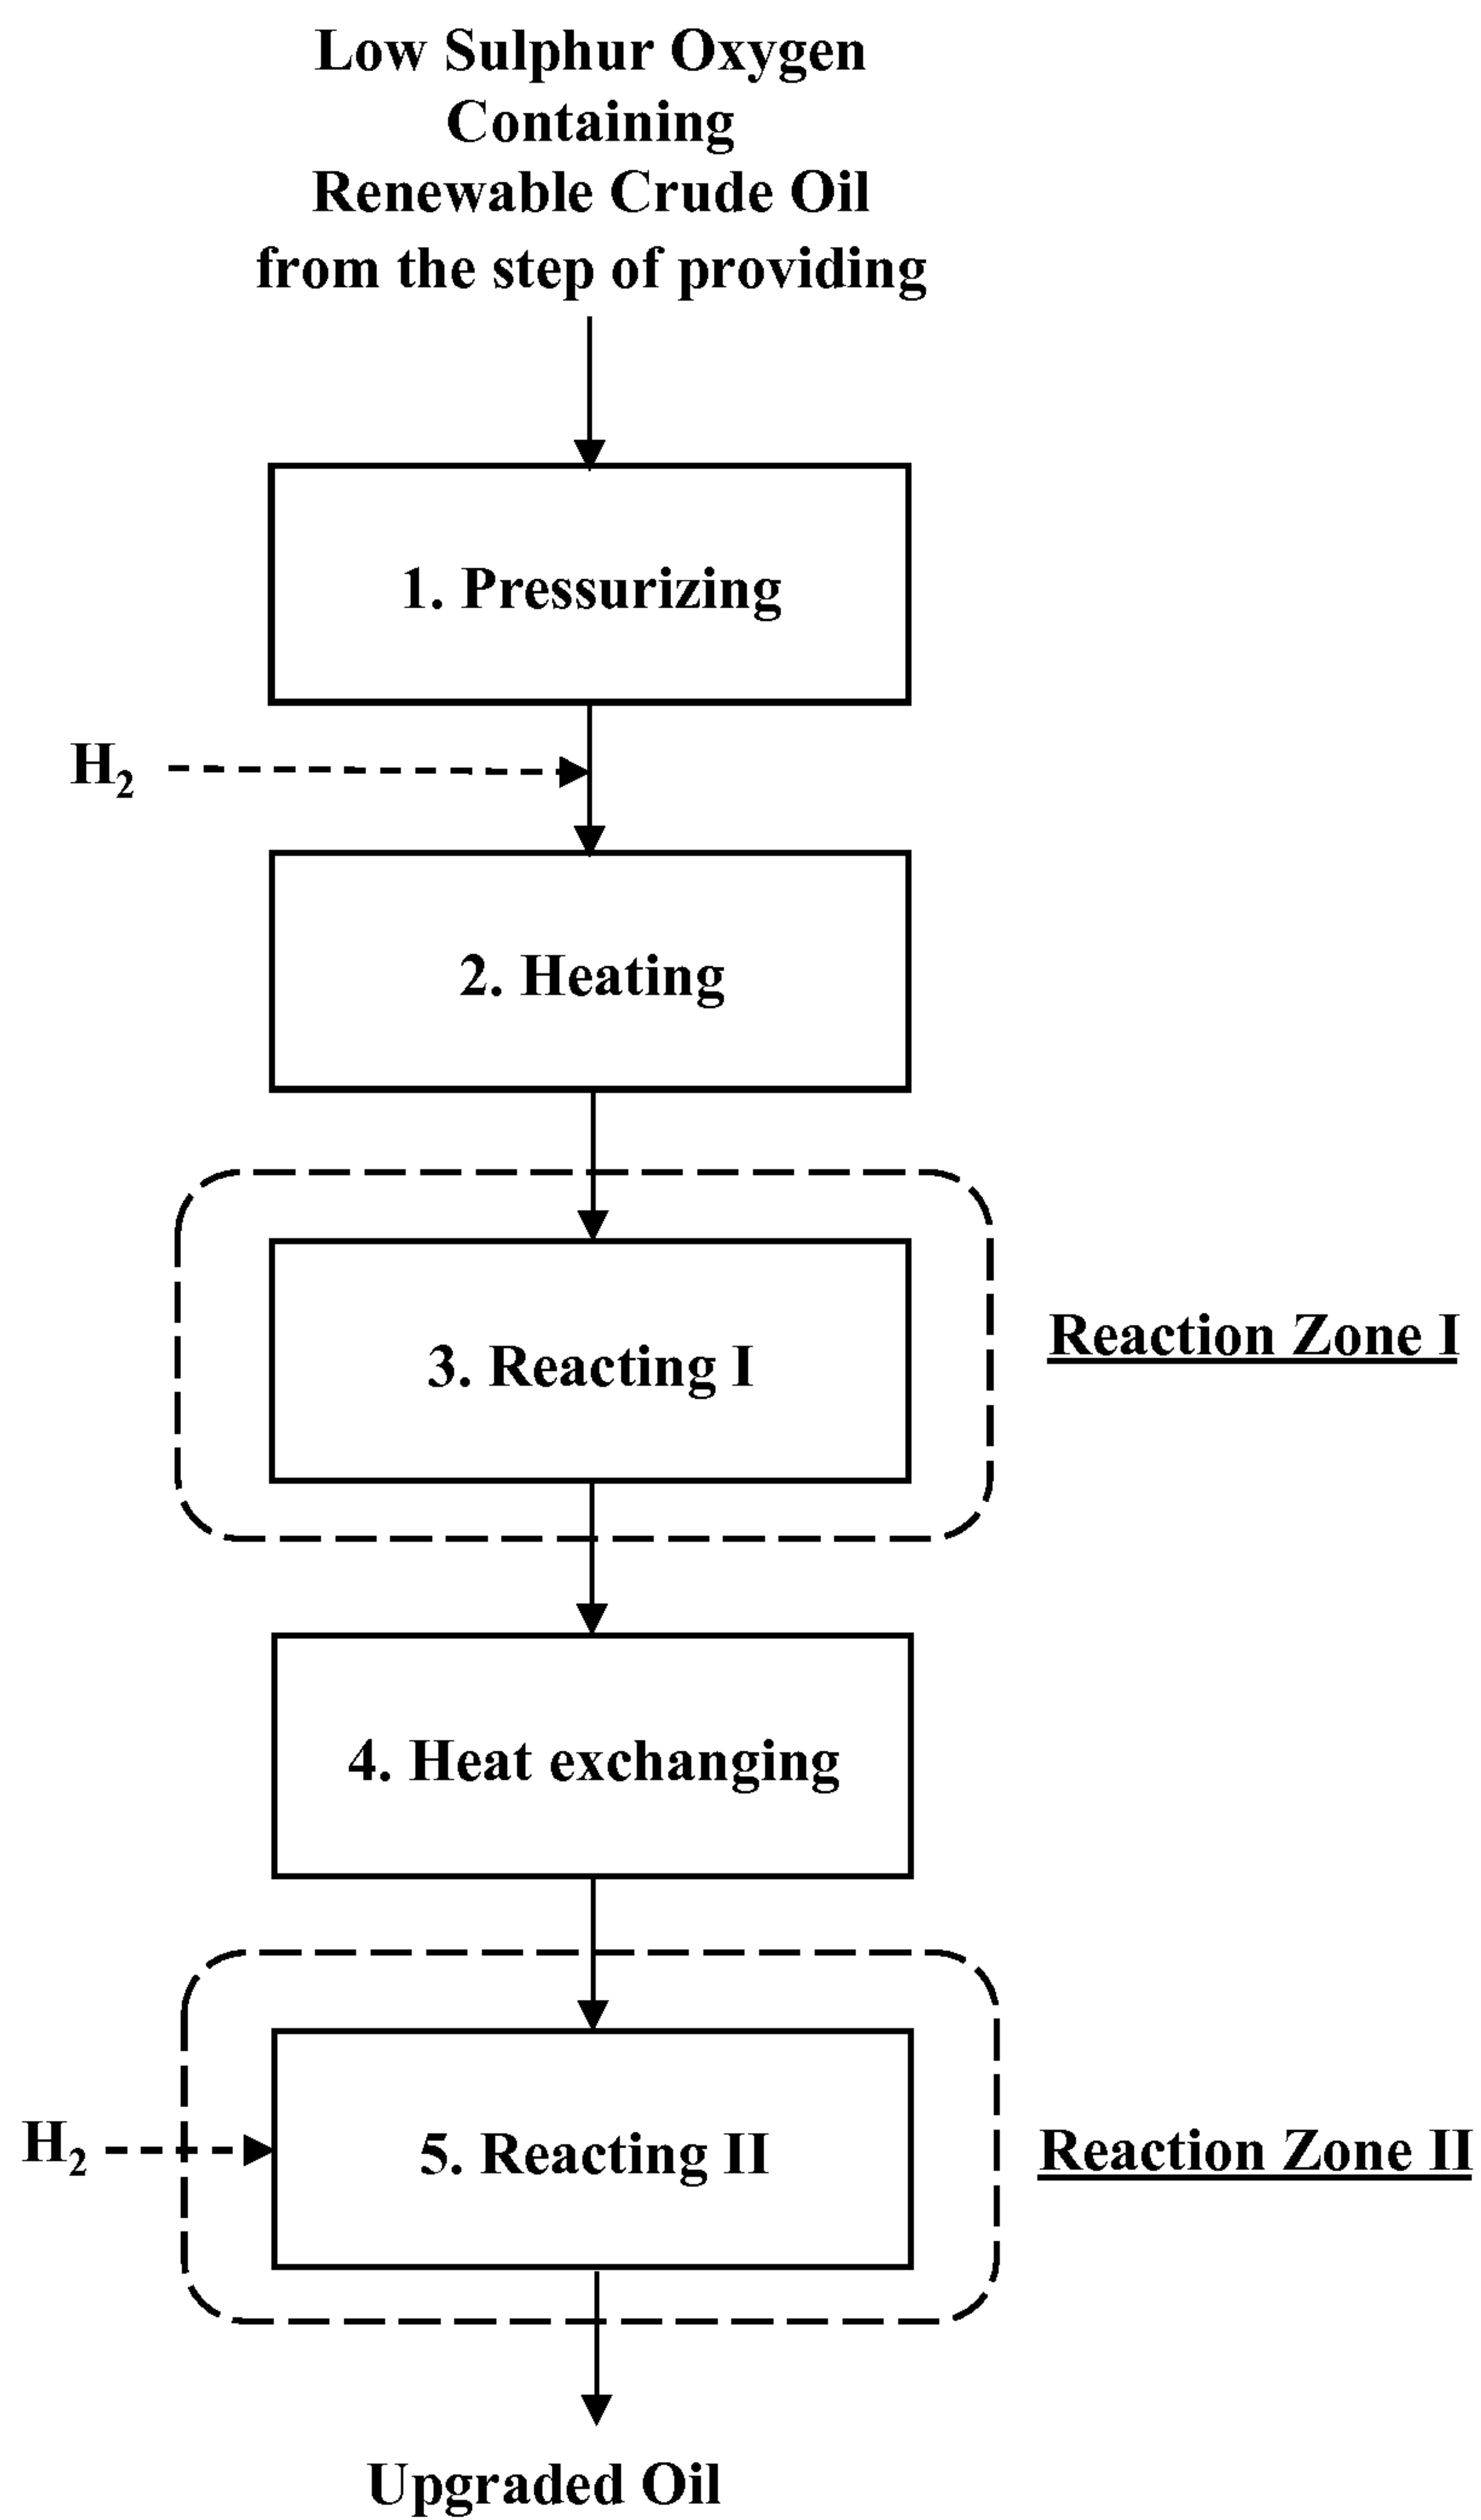 Low Sulphur Oxygen
Containing
Renewable Crude Oil
from the step of providing
1. Pressurizing
H₂
2. Heating
3. Reacting I
Reaction Zone I
4. Heat exchanging
H₂
5. Reacting II
Reaction Zone II
Upgraded Oil